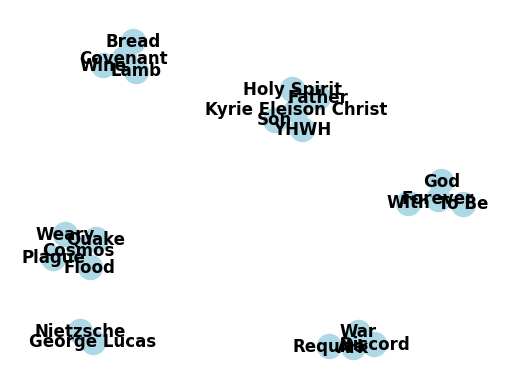 Bread
Covenant
Wine
Lamb
Holy Spirit
Father
Kyrie Eleison Christ
Son
YHWH
God
Forever
With
To Be
Weary
Quake
Cosmos
Plague
Flood
Nietzsche
George Lucas
War
Discord
Ark